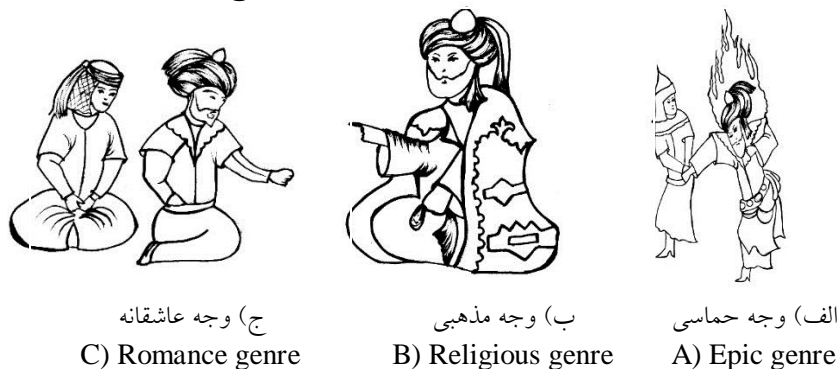 الف) وجه حماسی
ب) وجه مذهبی
ج) وجه عاشقانه
A) Epic genre
B) Religious genre
C) Romance genre